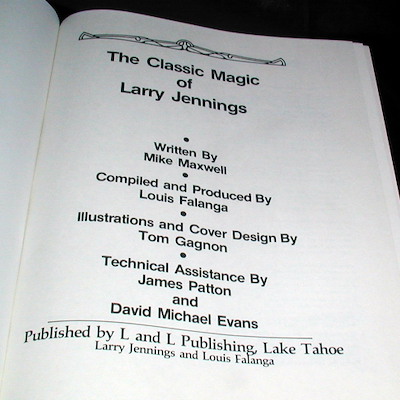 The Classic Magic
of
Larry Jennings
Written By
Mike Maxwell
Compiled and Produced By
Louis Falanga
Illustrations and Cover Design By
Tom Gagnon
Technical Assistance By
James Patton
and
David Michael Evans
Published by L and L Publishing, Lake Tahoe
Larry Jennings and Louis Falanga